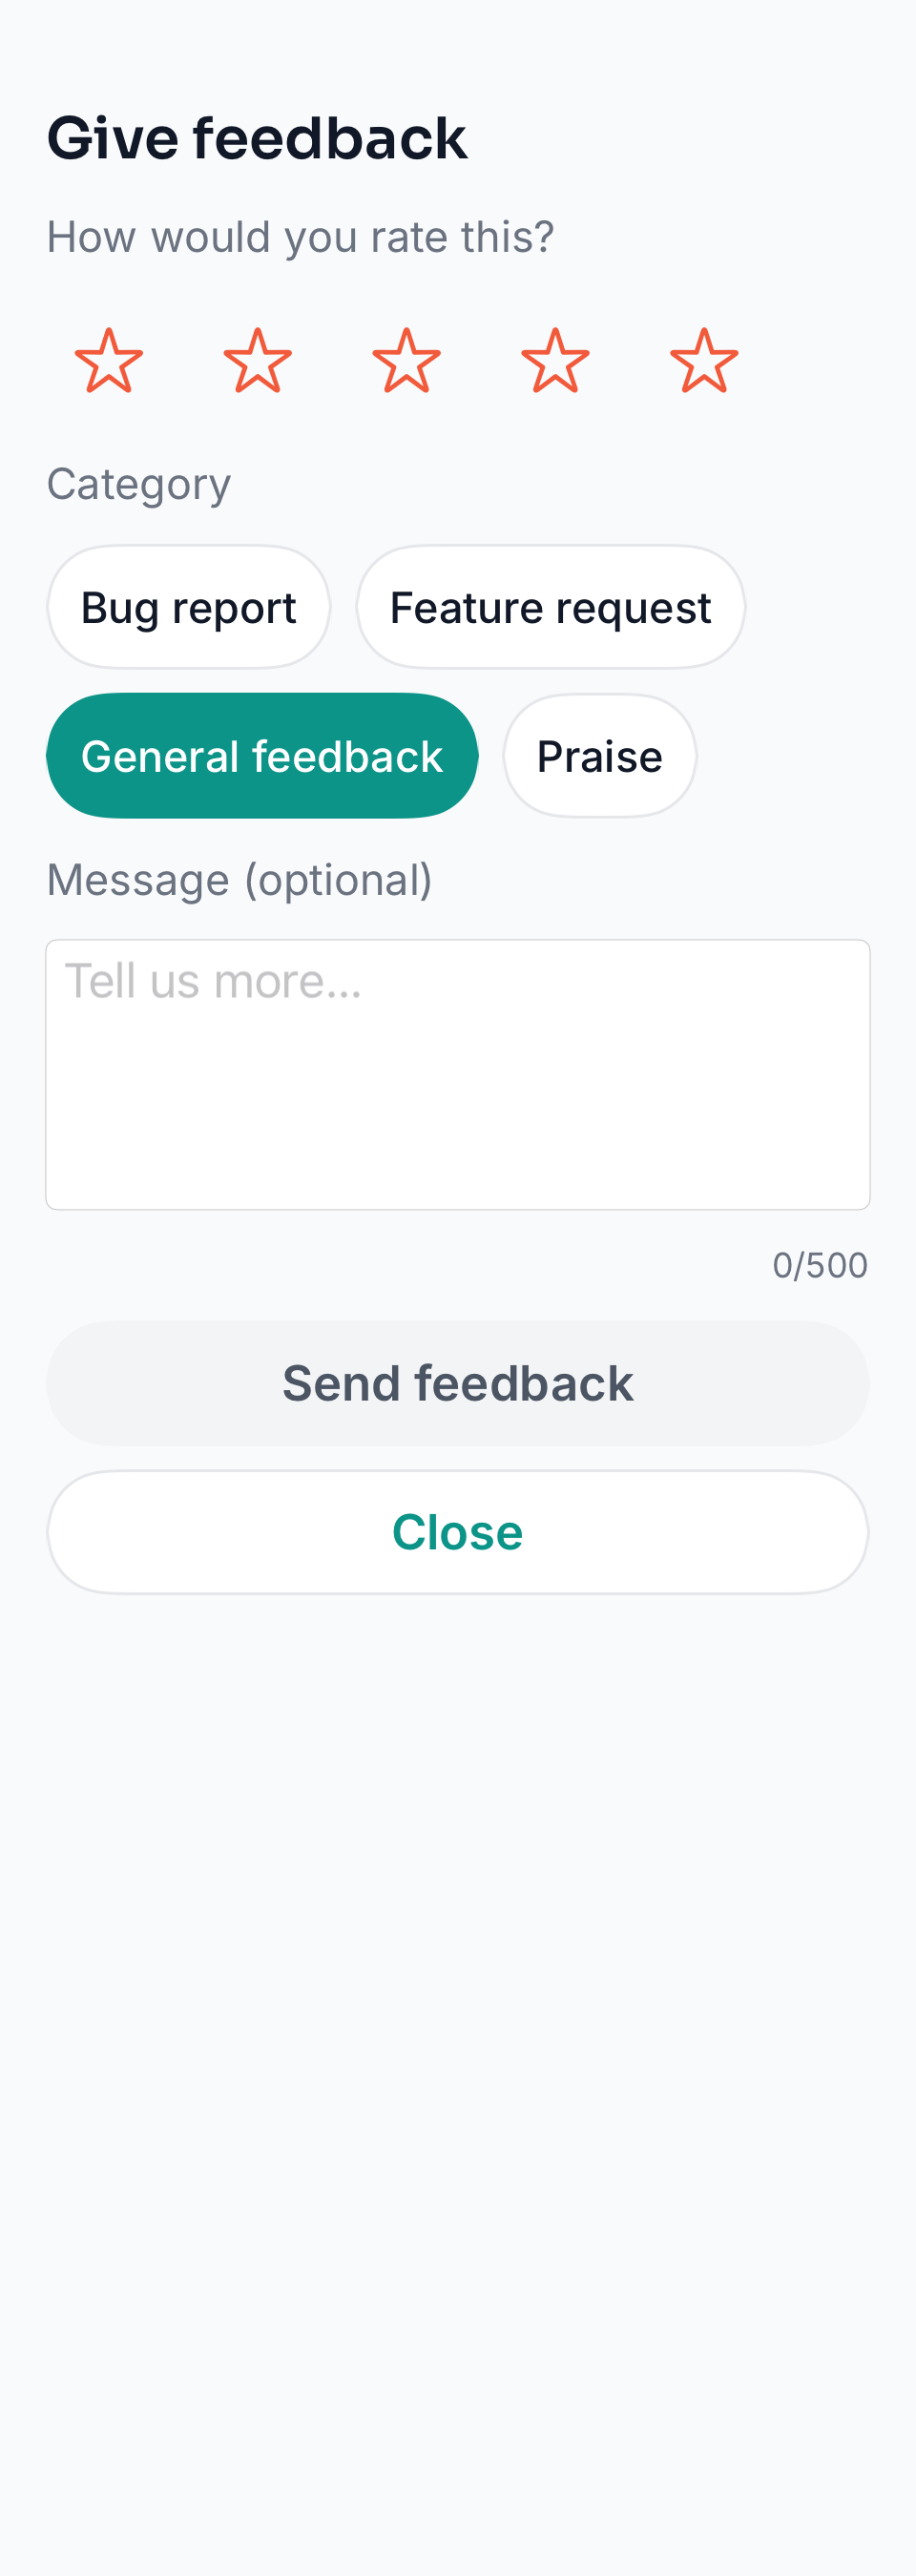 Give feedback
How would you rate this?
Category
Bug report
Feature request
General feedback
Praise
Message (optional)
Tell us more...
0/500
Send feedback
Close